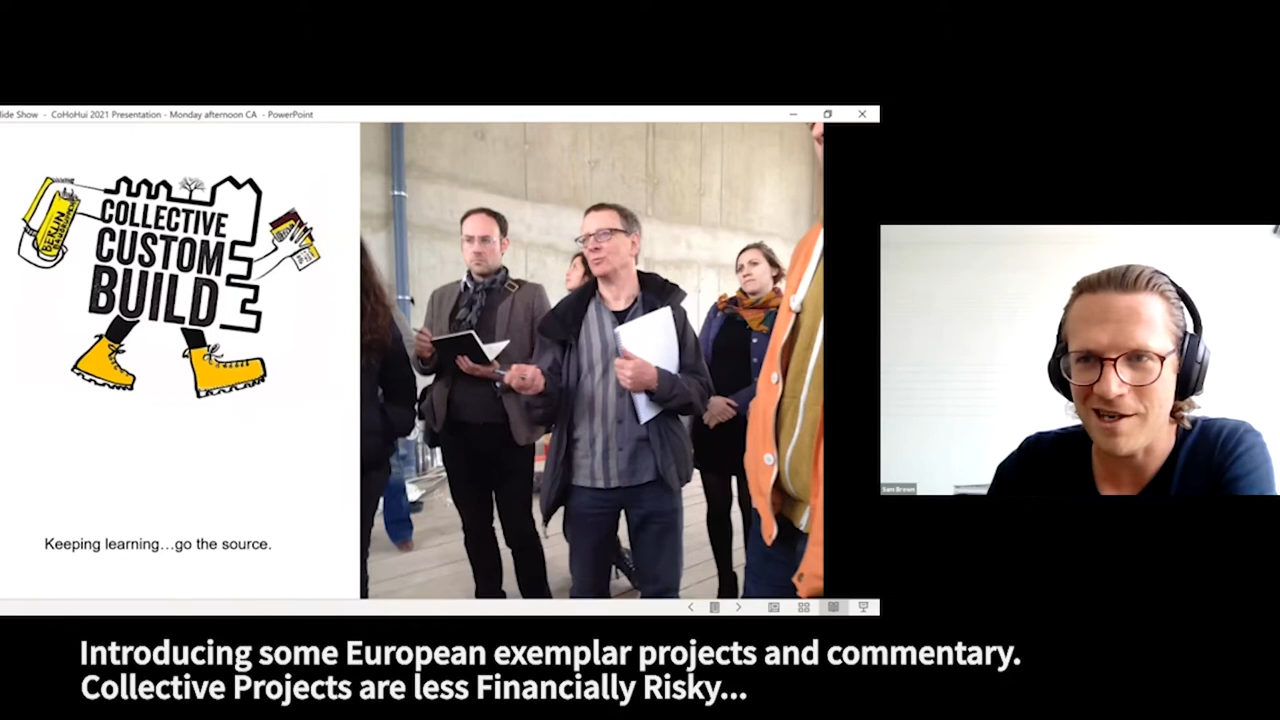 lide Show - CoHoHui 2021 Presentation - Monday afternoon CA - PowerPoint
COLLECTIVE
CUSTOM
BUILD
BERLIN
Keeping learning…go the source.
Sam Brown
Introducing some European exemplar projects and commentary.
Collective Projects are less Financially Risky...